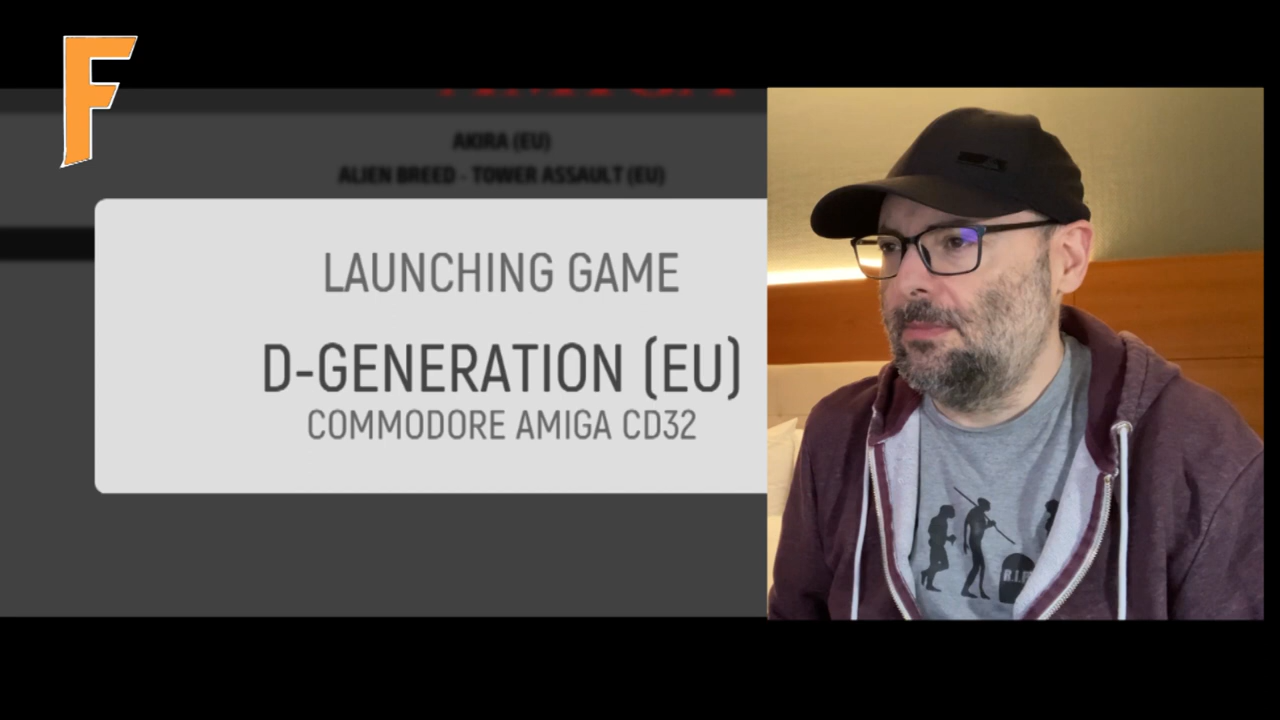 F
AKIRA (EU)
ALIEN BREED - TOWER ASSAULT (EU)
LAUNCHING GAME
D-GENERATION (EU)
COMMODORE AMIGA CD32